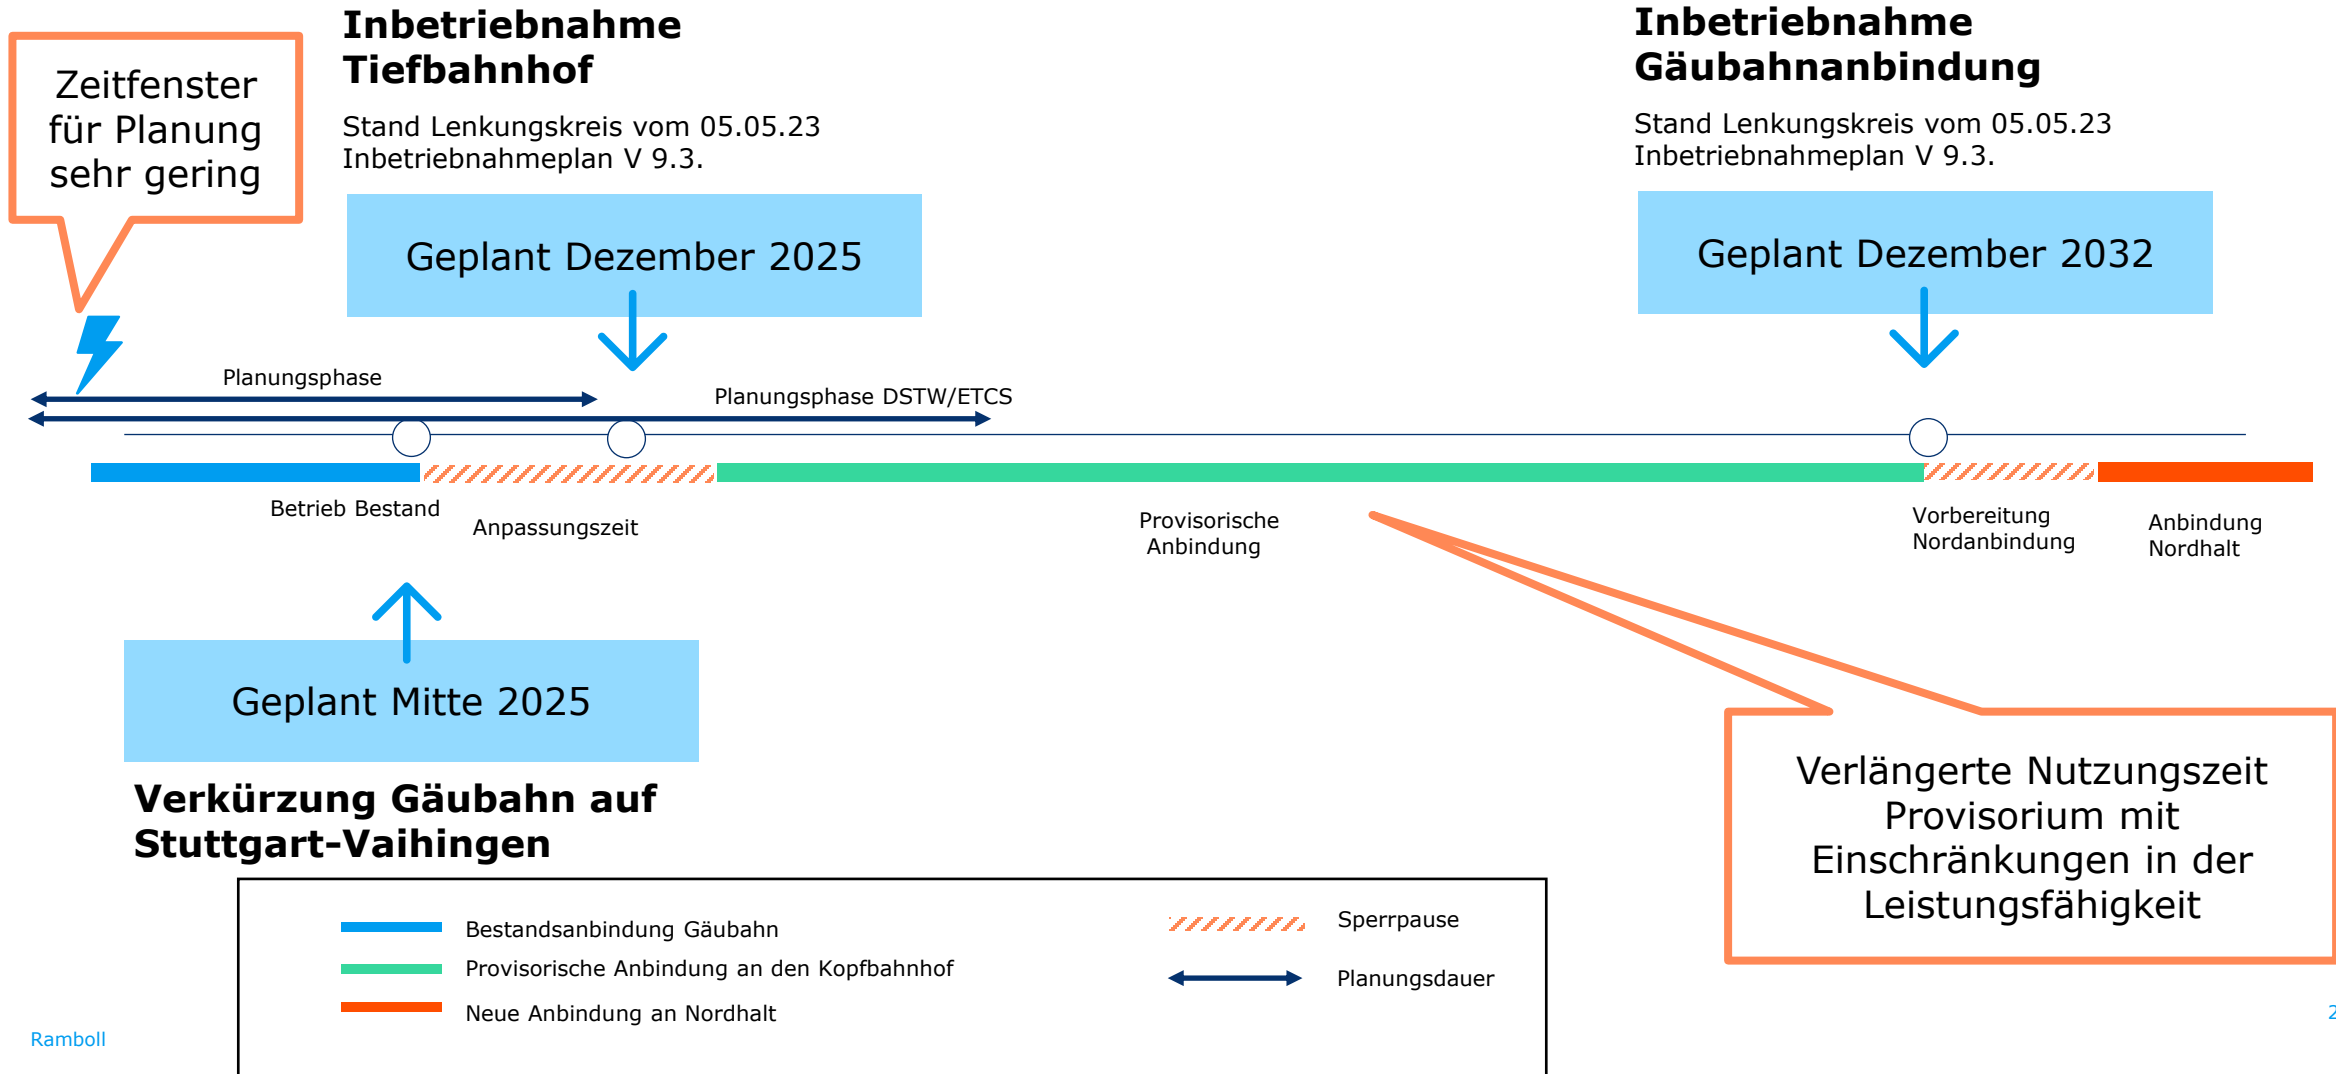 Zeitfenster
für Planung
sehr gering
Inbetriebnahme
Tiefbahnhof
Stand Lenkungskreis vom 05.05.23
Inbetriebnahmeplan V 9.3.
Geplant Dezember 2025
Inbetriebnahme
Gäubahnanbindung
Stand Lenkungskreis vom 05.05.23
Inbetriebnahmeplan V 9.3.
Geplant Dezember 2032
Planungsphase
Planungsphase DSTW/ETCS
Betrieb Bestand
Anpassungszeit
Provisorische
Anbindung
Vorbereitung
Nordanbindung
Anbindung
Nordhalt
Geplant Mitte 2025
Verkürzung Gäubahn auf
Stuttgart-Vaihingen
Verlängerte Nutzungszeit
Provisorium mit
Einschränkungen in der
Leistungsfähigkeit
Bestandsanbindung Gäubahn
Provisorische Anbindung an den Kopfbahnhof
Neue Anbindung an Nordhalt
Sperrpause
Planungsdauer
Ramboll
2